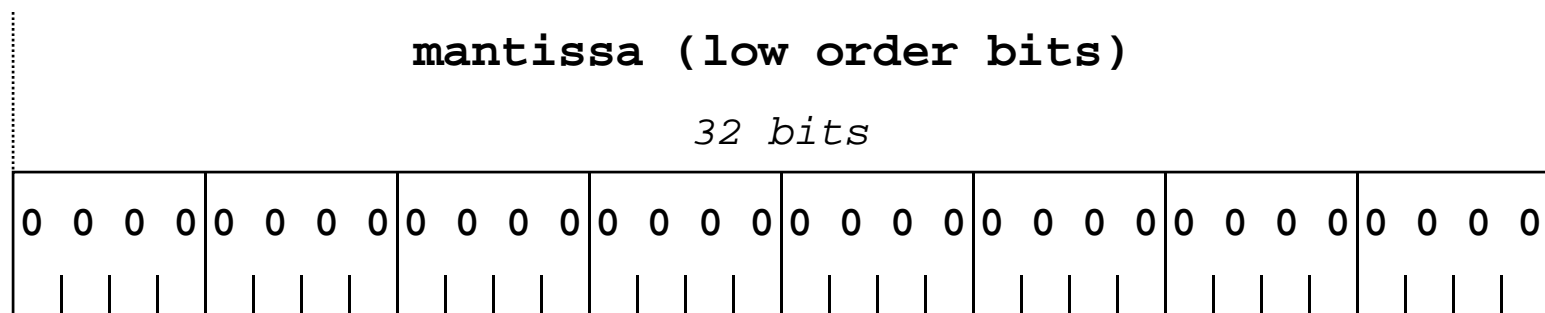 mantissa (low order bits)
32 bits
0 0 0 0 0 0 0 0 0 0 0 0 0 0 0 0 0 0 0 0 0 0 0 0 0 0 0 0 0 0 0 0